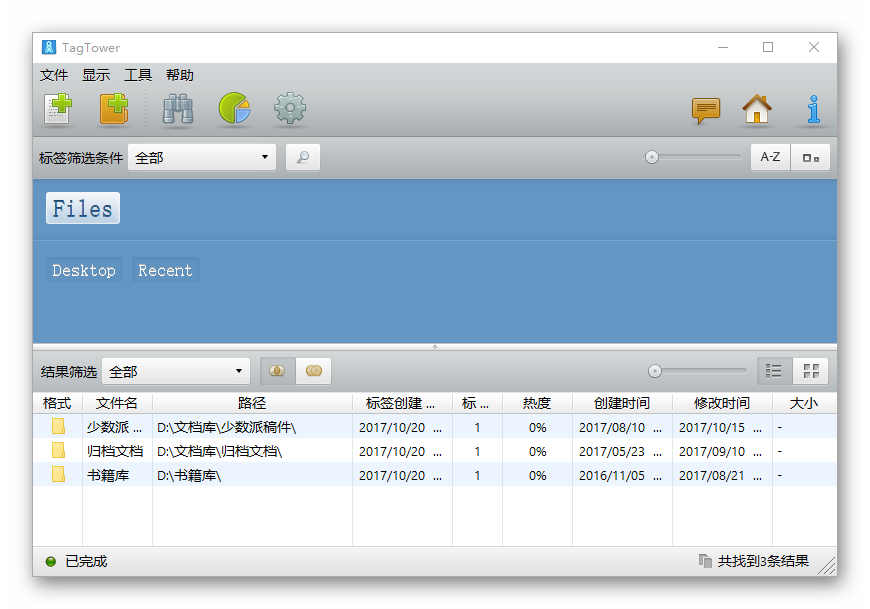 TagTower
文件 显示 工具 帮助
标签筛选条件 全部 A-Z
Files
Desktop Recent
结果筛选 全部
格式 文件名 路径 标签创建 ... 标 ... 热度 创建时间 修改时间 大小
少数派 ... D:\文档库\少数派稿件\ 2017/10/20 ... 1 0% 2017/08/10 ... 2017/10/15 ... -
归档文档 D:\文档库\归档文档\ 2017/10/20 ... 1 0% 2017/05/23 ... 2017/09/10 ... -
书籍库 D:\书籍库\ 2017/10/20 ... 1 0% 2016/11/05 ... 2017/08/21 ... -
已完成 共找到3条结果